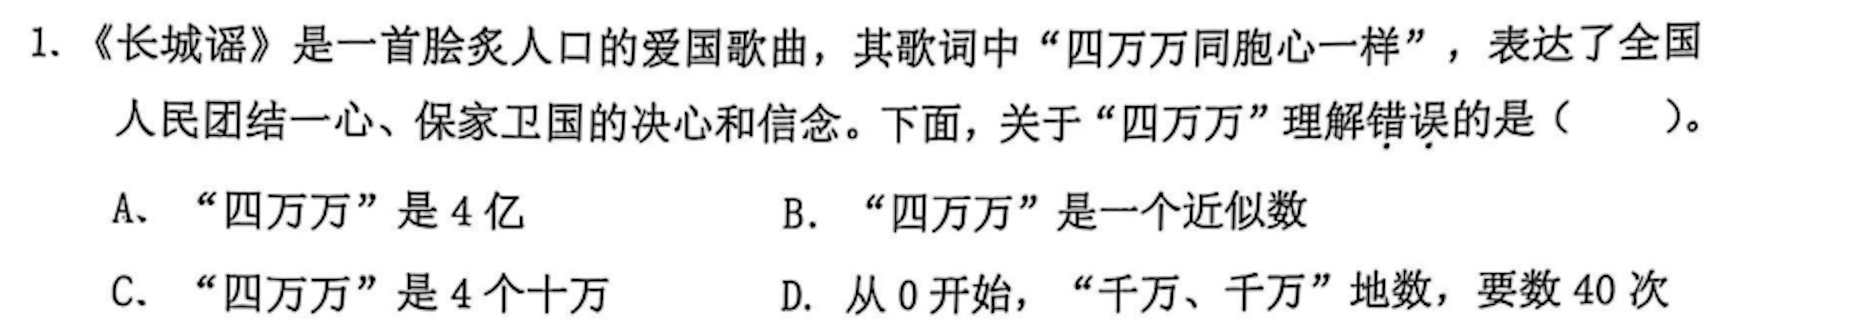 1.《长城谣》是一首脍炙人口的爱国歌曲，其歌词中“四万万同胞心一样”，表达了全国
人民团结一心、保家卫国的决心和信念。下面，关于“四万万”理解错误的是（　　）。
A、“四万万”是 4 亿　　B.“四万万”是一个近似数
C.“四万万”是 4 个十万　　D. 从 0 开始，“千万、千万”地数，要数 40 次